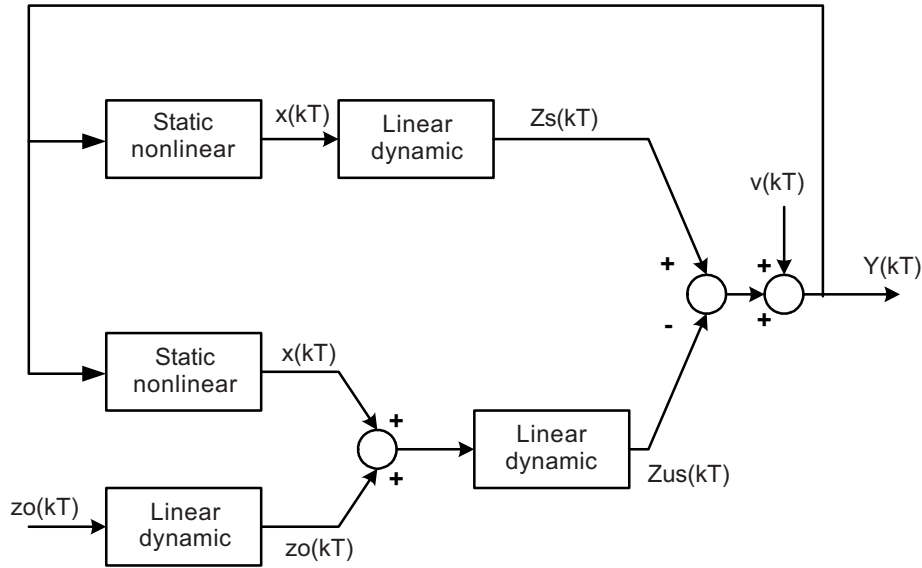 Static
nonlinear
x(kT)
Linear
dynamic
Zs(kT)
v(kT)
+
-
+
+
Y(kT)
Static
nonlinear
x(kT)
+
+
Linear
dynamic
Zus(kT)
zo(kT)
Linear
dynamic
zo(kT)